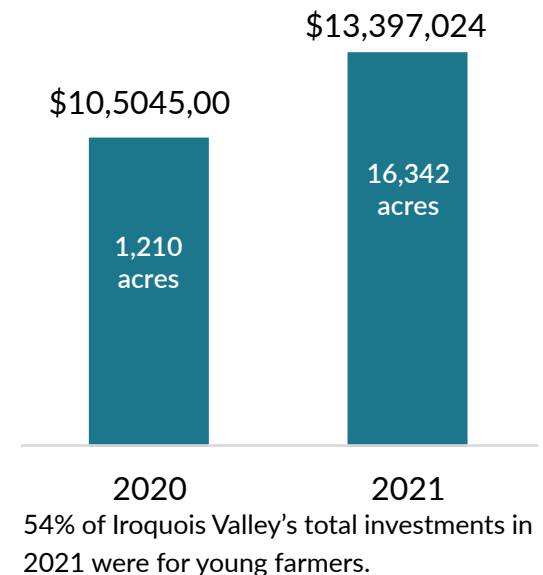 $13,397,024
$10,5045,00
16,342
acres
1,210
acres
2020
2021
54% of Iroquois Valley's total investments in
2021 were for young farmers.